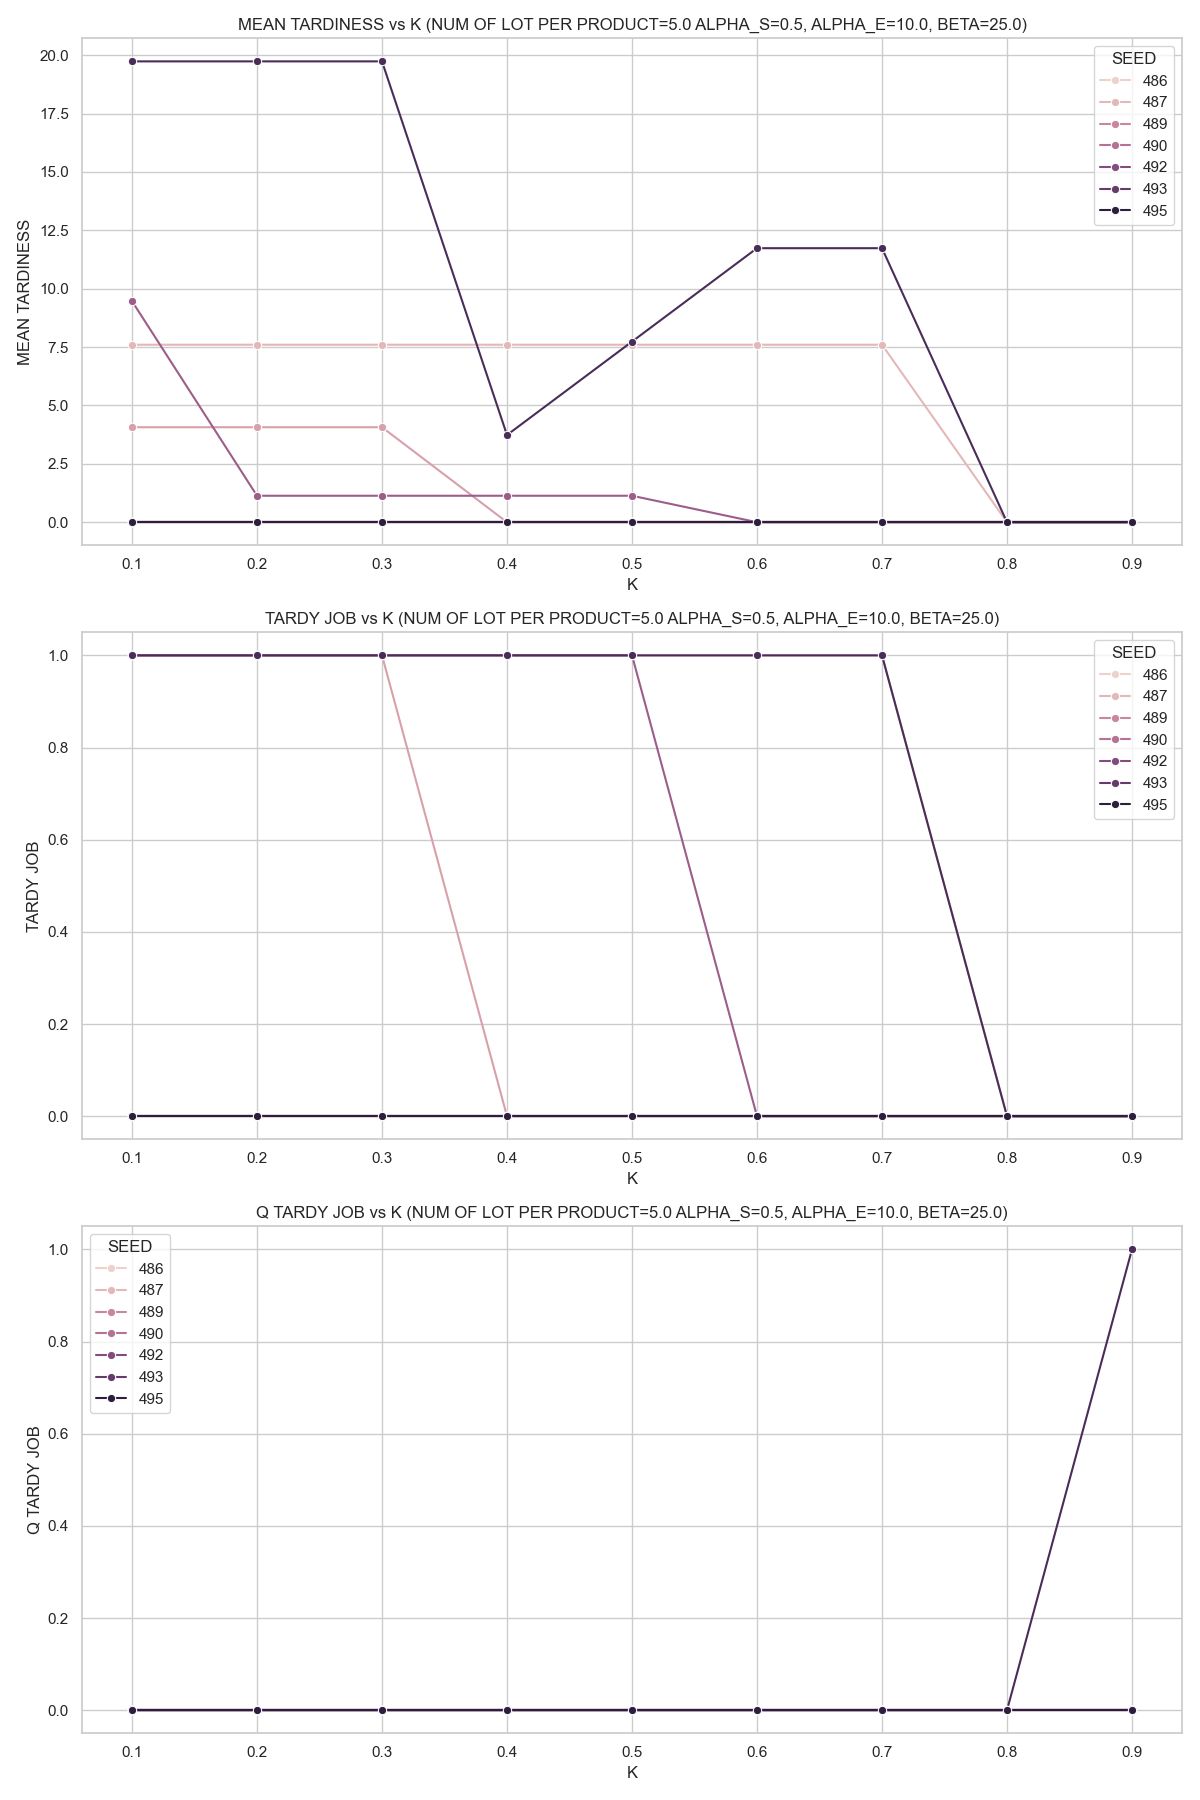 MEAN TARDINESS vs K (NUM OF LOT PER PRODUCT=5.0 ALPHA_S=0.5, ALPHA_E=10.0, BETA=25.0)
MEAN TARDINESS
20.0
17.5
15.0
12.5
10.0
7.5
5.0
2.5
0.0
SEED
486
487
489
490
492
493
495
0.1 0.2 0.3 0.4 0.5 0.6 0.7 0.8 0.9
K
TARDY JOB vs K (NUM OF LOT PER PRODUCT=5.0 ALPHA_S=0.5, ALPHA_E=10.0, BETA=25.0)
TARDY JOB
1.0
0.8
0.6
0.4
0.2
0.0
SEED
486
487
489
490
492
493
495
0.1 0.2 0.3 0.4 0.5 0.6 0.7 0.8 0.9
K
Q TARDY JOB vs K (NUM OF LOT PER PRODUCT=5.0 ALPHA_S=0.5, ALPHA_E=10.0, BETA=25.0)
Q TARDY JOB
1.0
0.8
0.6
0.4
0.2
0.0
SEED
486
487
489
490
492
493
495
0.1 0.2 0.3 0.4 0.5 0.6 0.7 0.8 0.9
K